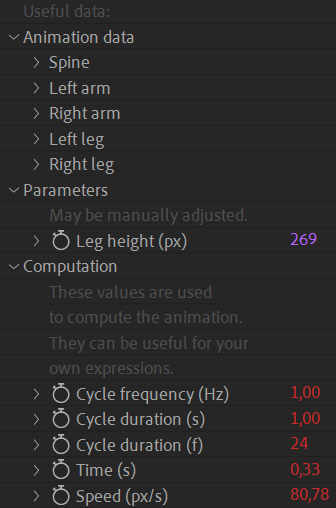 Useful data:
Animation data
Spine
Left arm
Right arm
Left leg
Right leg
Parameters
May be manually adjusted.
Leg height (px) 269
Computation
These values are used
to compute the animation.
They can be useful for your
own expressions.
Cycle frequency (Hz) 1,00
Cycle duration (s) 1,00
Cycle duration (f) 24
Time (s) 0,33
Speed (px/s) 80,78